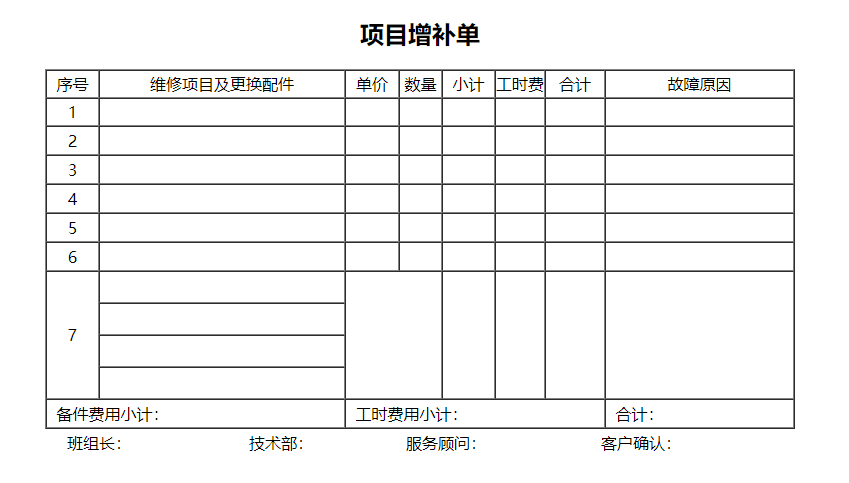 项目增补单
序号 维修项目及更换配件 单价 数量 小计 工时费 合计 故障原因
1
2
3
4
5
6
7
备件费用小计： 工时费用小计： 合计：
班组长： 技术部： 服务顾问： 客户确认：